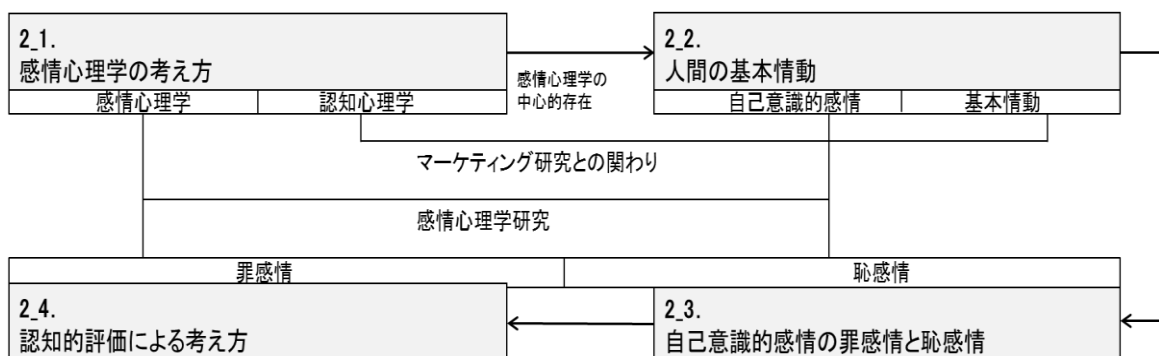 2_1.
感情心理学の考え方
感情心理学
認知心理学
感情心理学の
中心的存在
2_2.
人間の基本情動
自己意識的感情
基本情動
マーケティング研究との関わり
感情心理学研究
罪感情
恥感情
2_4.
認知的評価による考え方
2_3.
自己意識的感情の罪感情と恥感情